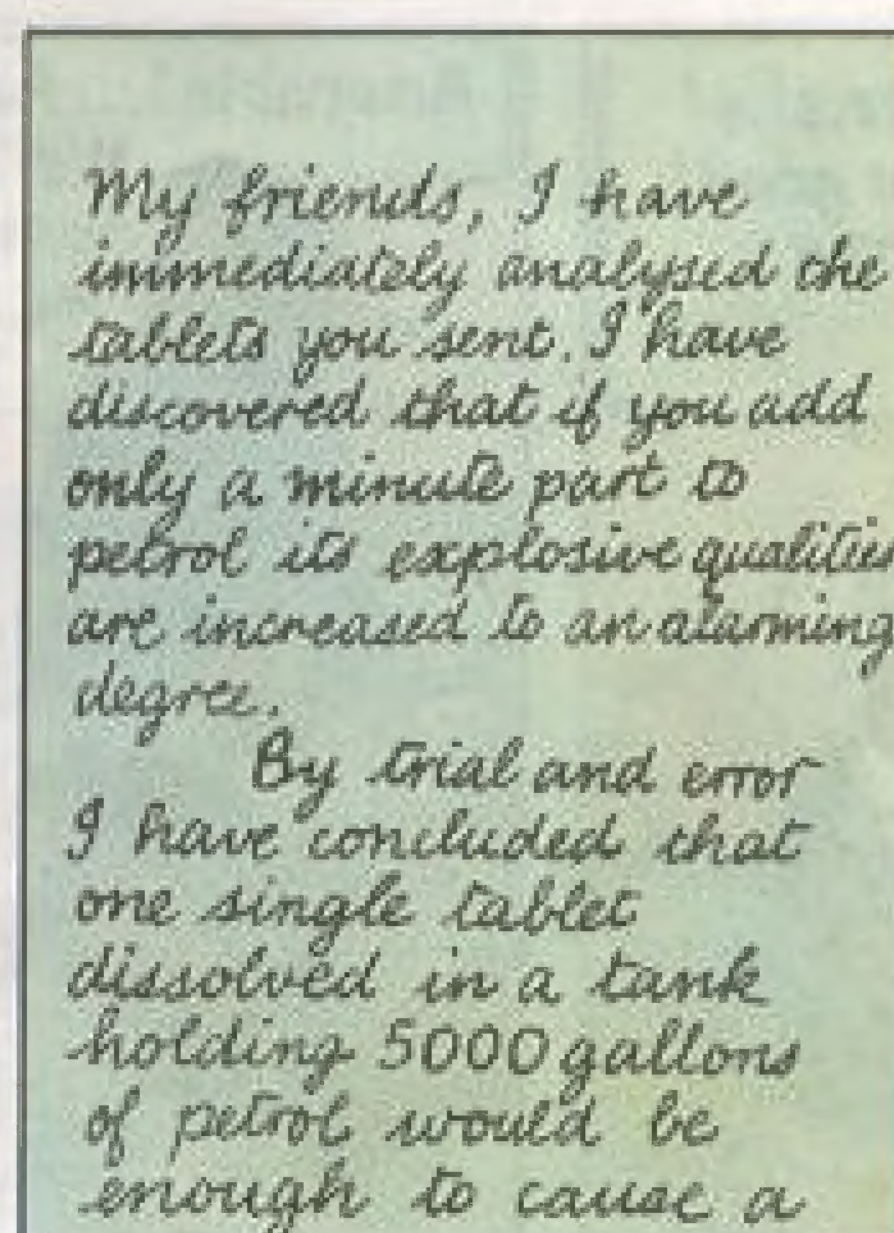 My friends, I have
immediately analysed the
tablets you sent. I have
discovered that if you add
only a minute part to
petrol its explosive qualities
are increased to an alarming
degree.
By trial and error
I have concluded that
one single tablet
dissolved in a tank
holding 5000 gallons
of petrol would be
enough to cause a